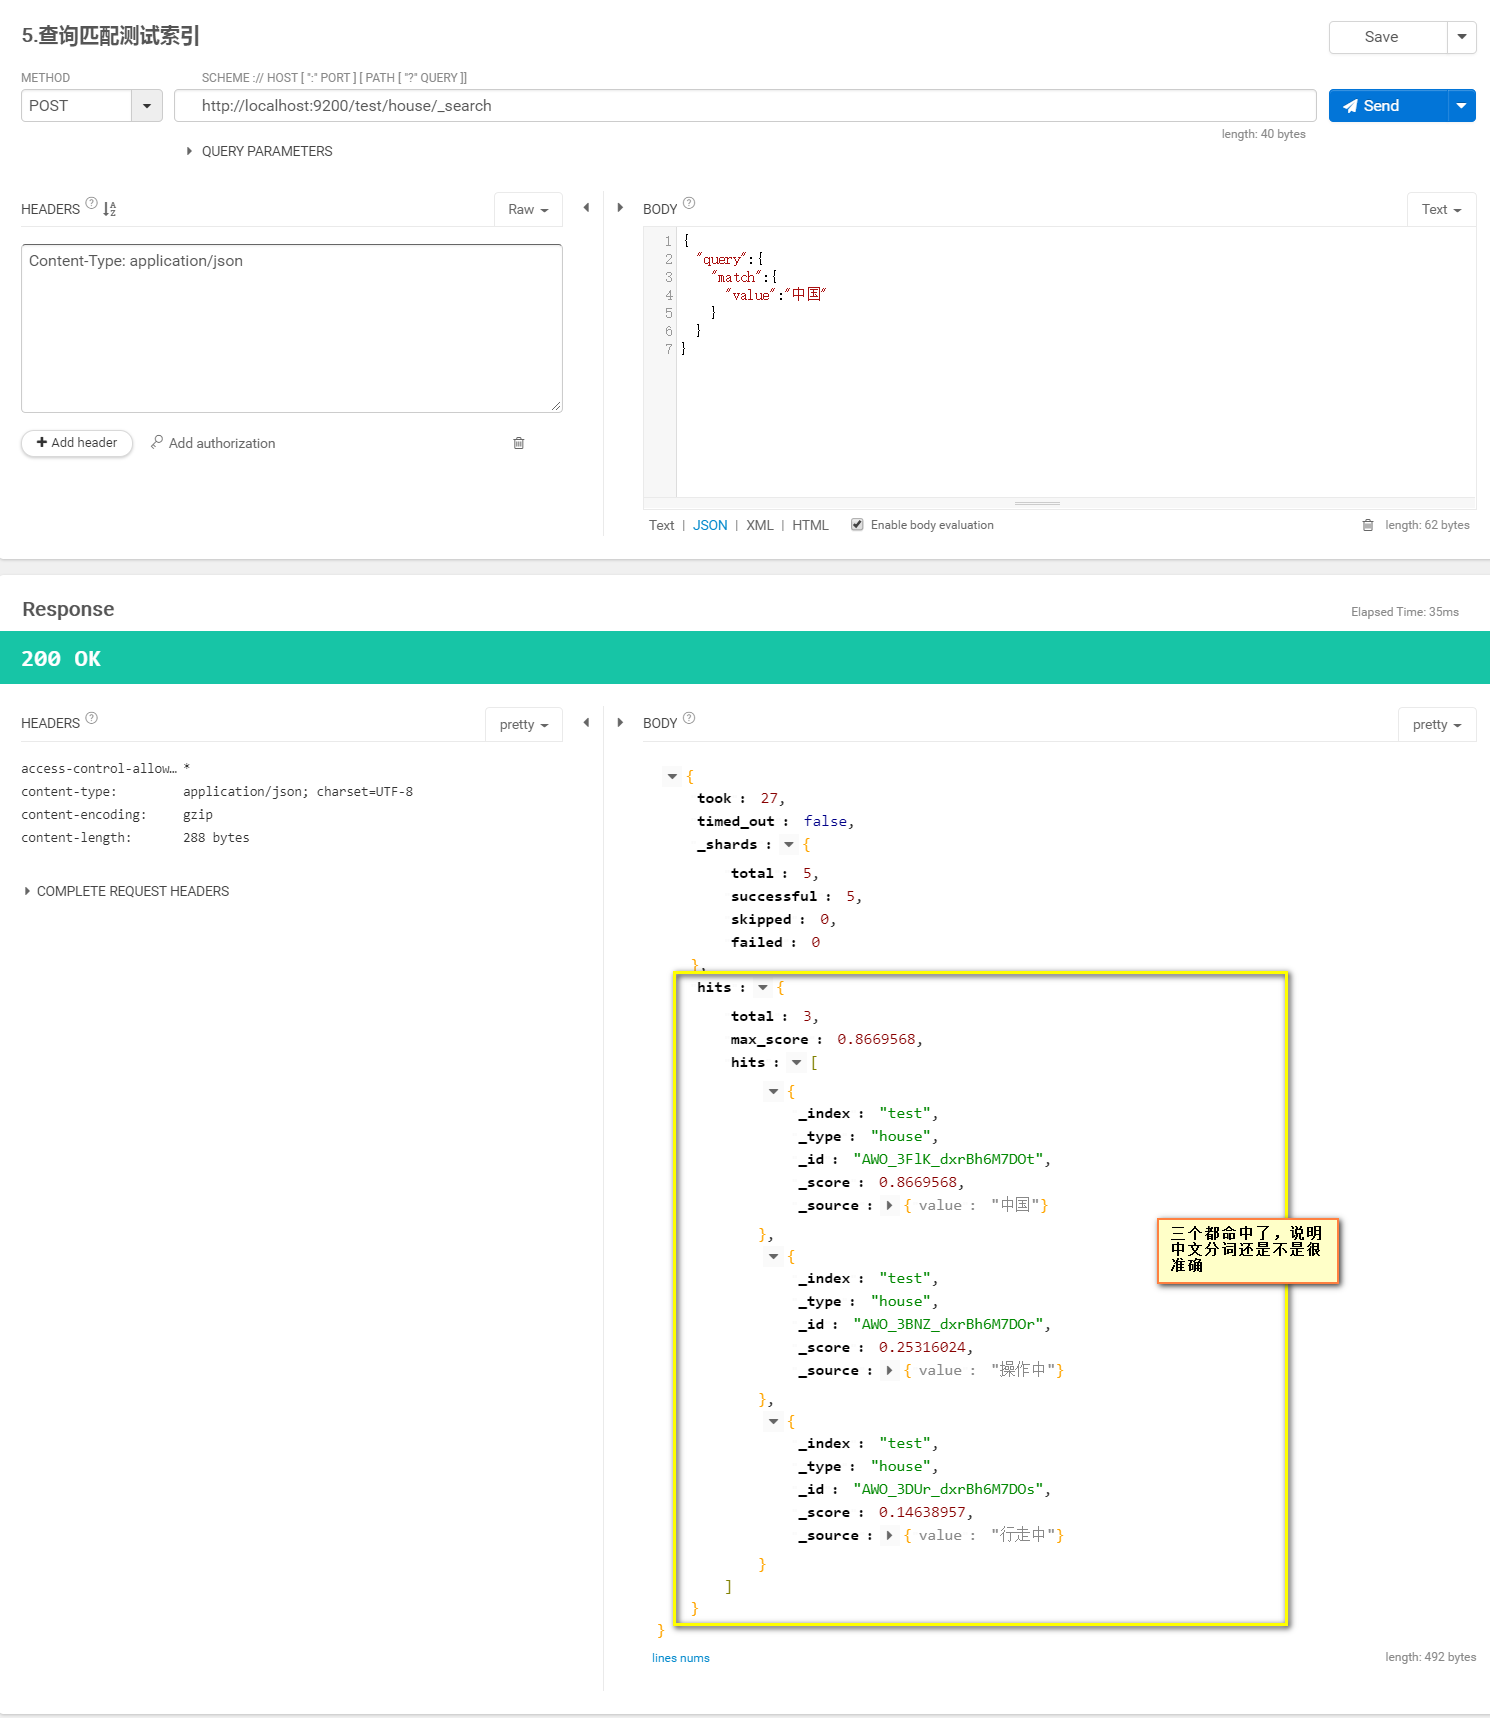 5.查询匹配测试索引
Save
METHOD
SCHEME :// HOST [ ":" PORT ] [ PATH [ "?" QUERY ]]
POST
http://localhost:9200/test/house/_search
Send
length: 40 bytes
QUERY PARAMETERS
HEADERS
Raw
BODY
Text
Content-Type: application/json
1 {
2 "query":{
3 "match":{
4 "value":"中国"
5 }
6 }
7 }
Add header
Add authorization
Text | JSON | XML | HTML
Enable body evaluation
length: 62 bytes
Response
Elapsed Time: 35ms
200 OK
HEADERS
pretty
BODY
pretty
access-control-allow… *
content-type: application/json; charset=UTF-8
content-encoding: gzip
content-length: 288 bytes
COMPLETE REQUEST HEADERS
{
took : 27,
timed_out : false,
_shards : {
total : 5,
successful : 5,
skipped : 0,
failed : 0
},
hits : {
total : 3,
max_score : 0.8669568,
hits : [
{
_index : "test",
_type : "house",
_id : "AWO_3FlK_dxrBh6M7DOt",
_score : 0.8669568,
_source : { value : "中国"}
},
{
_index : "test",
_type : "house",
_id : "AWO_3BNZ_dxrBh6M7DOr",
_score : 0.25316024,
_source : { value : "操作中"}
},
{
_index : "test",
_type : "house",
_id : "AWO_3DUr_dxrBh6M7DOs",
_score : 0.14638957,
_source : { value : "行走中"}
}
]
}
}
三个都命中了，说明
中文分词还是不是很
准确
lines nums
length: 492 bytes